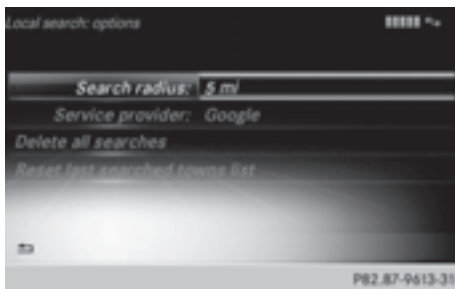 Local search: options
Search radius: 5 mi
Service provider: Google
Delete all searches
Reset last searched towns list
P82.87-9613-31